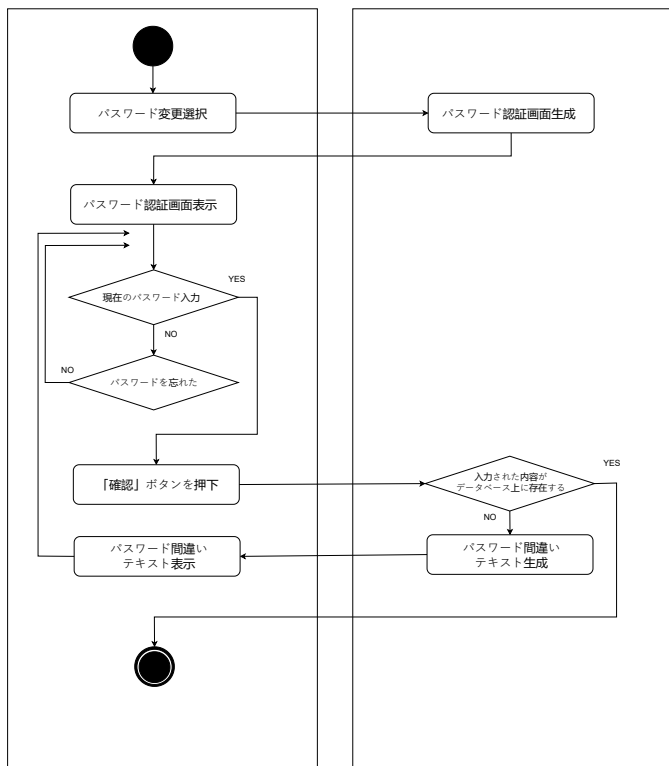 パスワード変更選択
パスワード認証画面生成
パスワード認証画面表示
YES
現在のパスワード入力
NO
NO
パスワードを忘れた
「確認」ボタンを押下
入力された内容が
データベース上に存在する
YES
NO
パスワード間違い
テキスト表示
パスワード間違い
テキスト生成